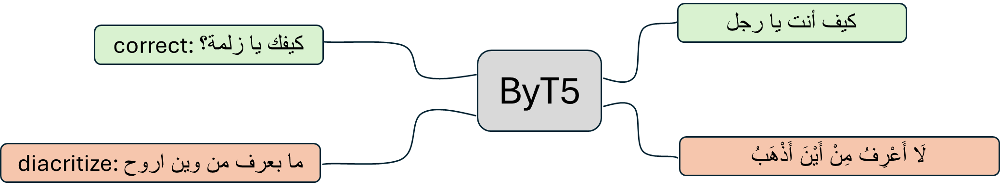 correct: كيفك يا زلمة؟
diacritize: ما بعرف من وين اروح
ByT5
كيف أنت يا رجل
لَا أَعْرِفُ مِنْ أَيْنَ أَذْهَبُ